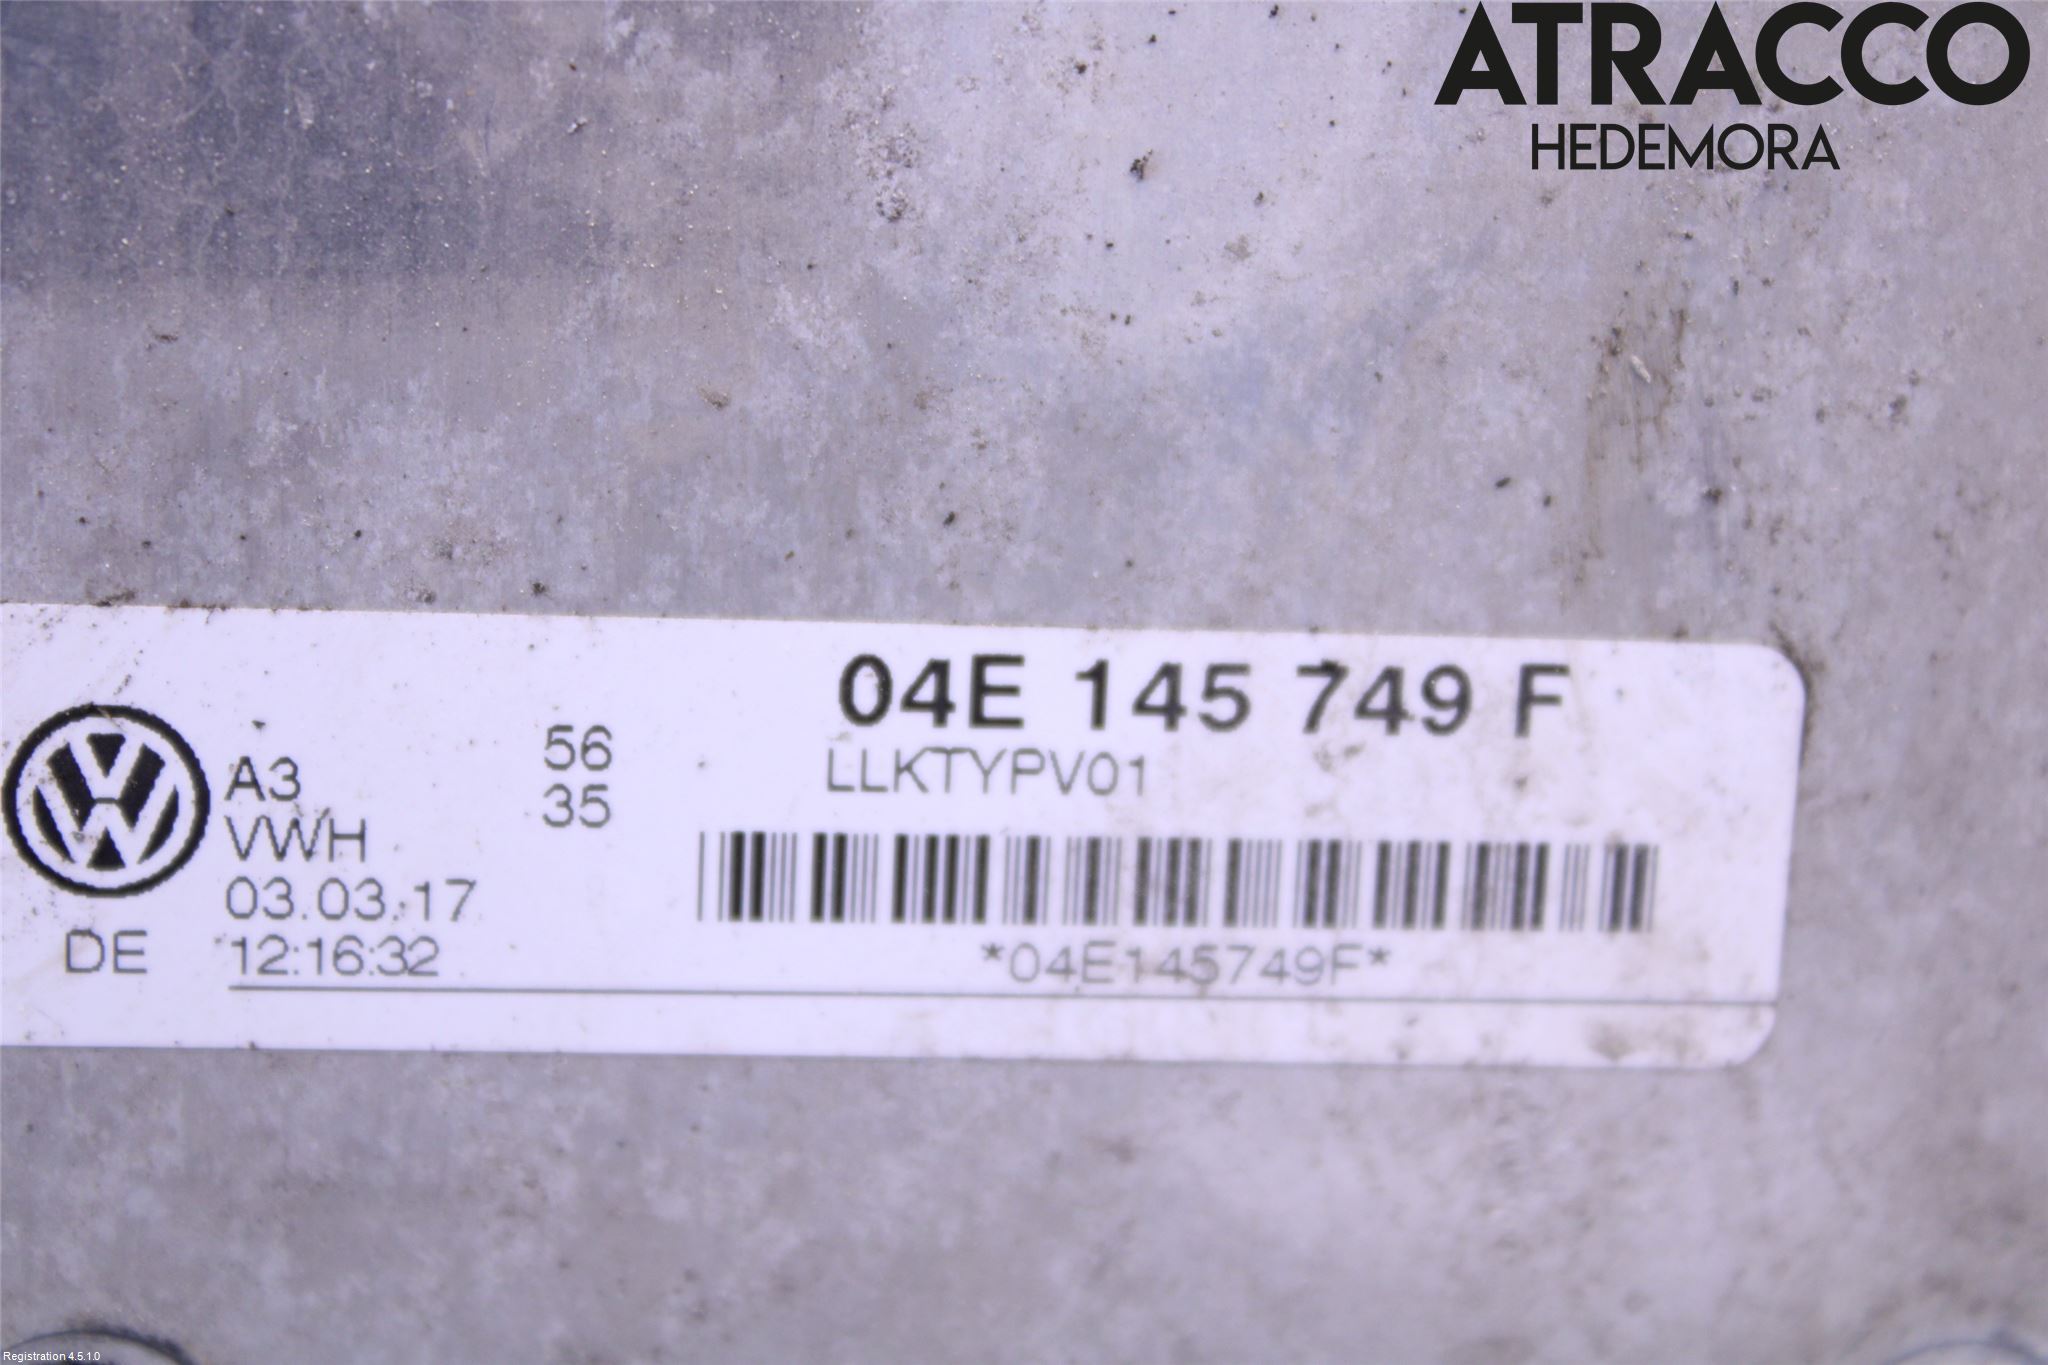 ATRACCO
HEDEMORA
04E 145 749 F
LLKTYPV01
56
35
A3
VWH
03.03.17
12:16:32
DE
*04E145749F*
Registration 4.5.1.0